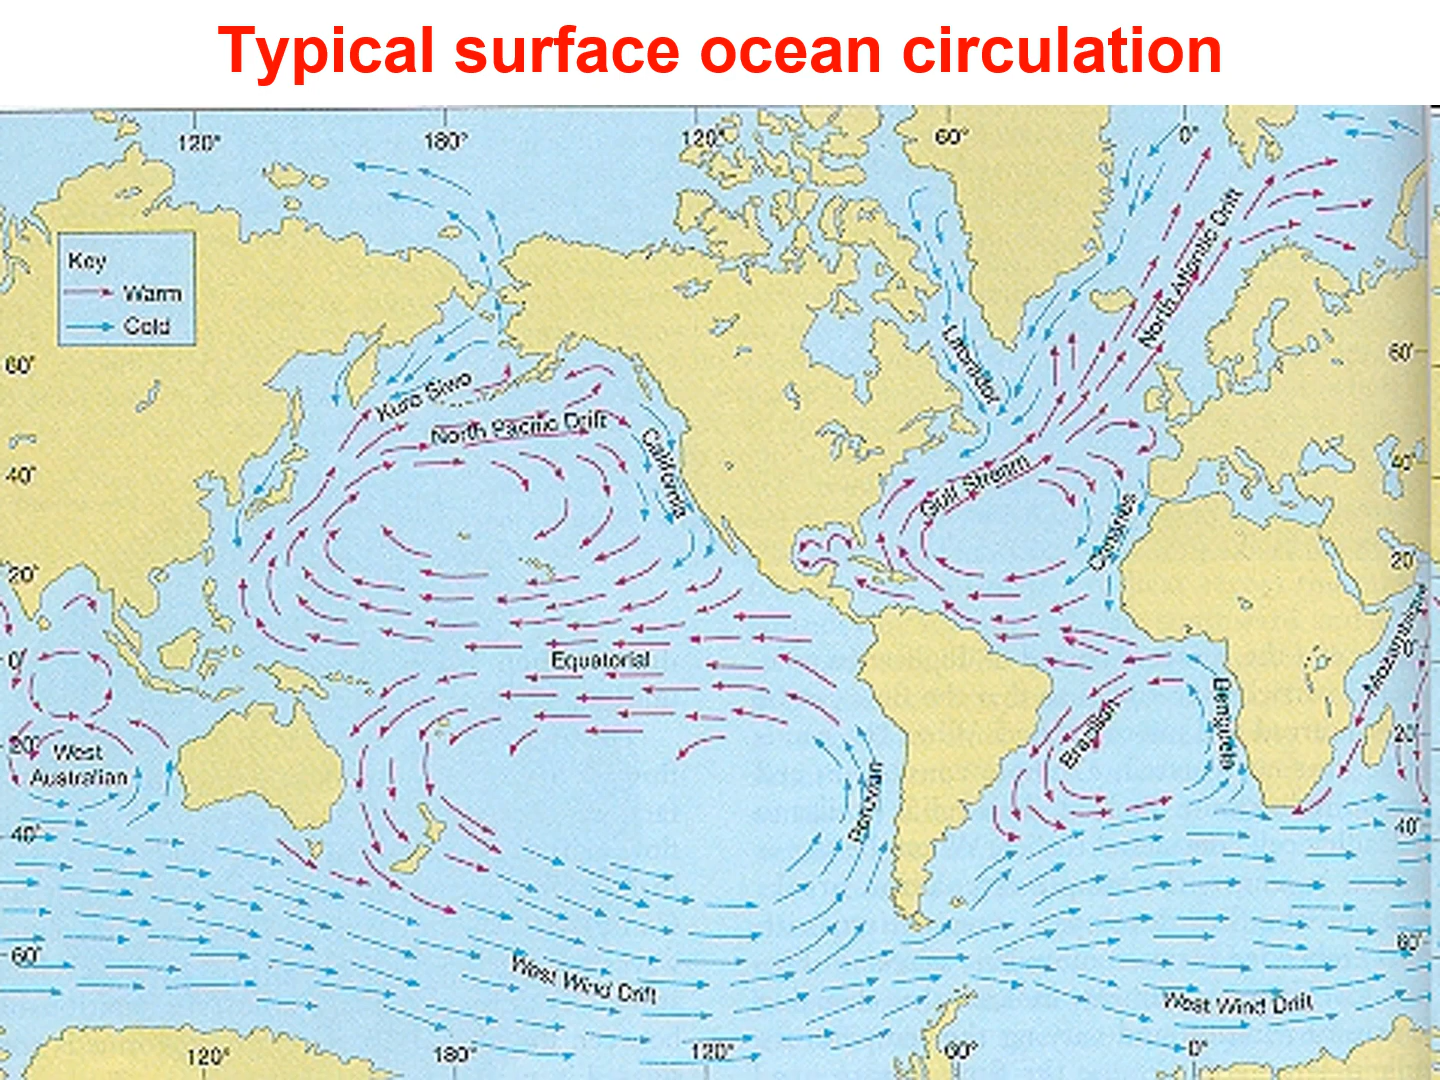 Typical surface ocean circulation
120° 180° 120° 60° 0°
Key
Warm
Cold
60°
40°
20°
0°
20°
40°
60°
Kuro Siwo
North Pacific Drift
California
Equatorial
West
Australian
Peruvian
West Wind Drift
Labrador
North Atlantic Drift
Gulf Stream
Canaries
Brazilian
Benguela
Mozambique
West Wind Drift
60°
40°
20°
0°
20°
40°
60°
120° 180° 120° 60° 0°